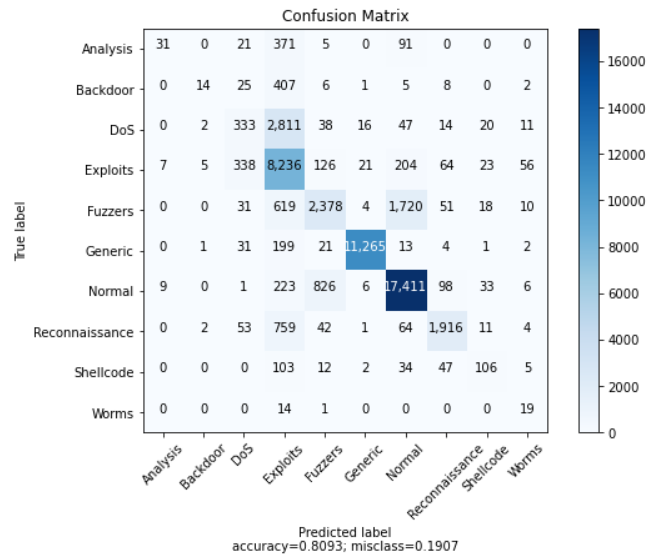 Confusion Matrix
Analysis 31 0 21 371 5 0 91 0 0 0
Backdoor 0 14 25 407 6 1 5 8 0 2
DoS 0 2 333 2,811 38 16 47 14 20 11
Exploits 7 5 338 8,236 126 21 204 64 23 56
Fuzzers 0 0 31 619 2,378 4 1,720 51 18 10
Generic 0 1 31 199 21 11,265 13 4 1 2
Normal 9 0 1 223 826 6 17,411 98 33 6
Reconnaissance 0 2 53 759 42 1 64 1,916 11 4
Shellcode 0 0 0 103 12 2 34 47 106 5
Worms 0 0 0 14 1 0 0 0 0 19
True label
Analysis Backdoor DoS Exploits Fuzzers Generic Normal Reconnaissance Shellcode Worms
Predicted label
accuracy=0.8093; misclass=0.1907
16000
14000
12000
10000
8000
6000
4000
2000
0